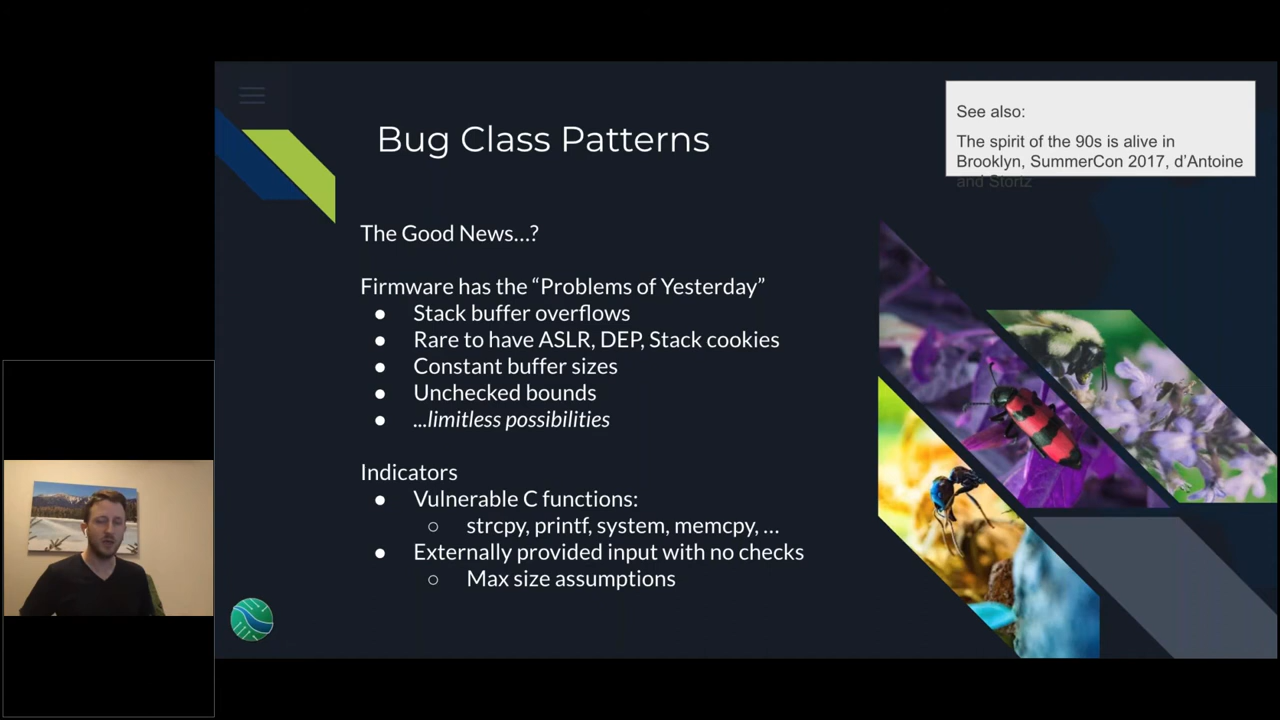 Bug Class Patterns
See also:
The spirit of the 90s is alive in
Brooklyn, SummerCon 2017, d’Antoine
and Stortz
The Good News...?
Firmware has the “Problems of Yesterday”
● Stack buffer overflows
● Rare to have ASLR, DEP, Stack cookies
● Constant buffer sizes
● Unchecked bounds
● ...limitless possibilities
Indicators
● Vulnerable C functions:
○ strcpy, printf, system, memcpy, ...
● Externally provided input with no checks
○ Max size assumptions